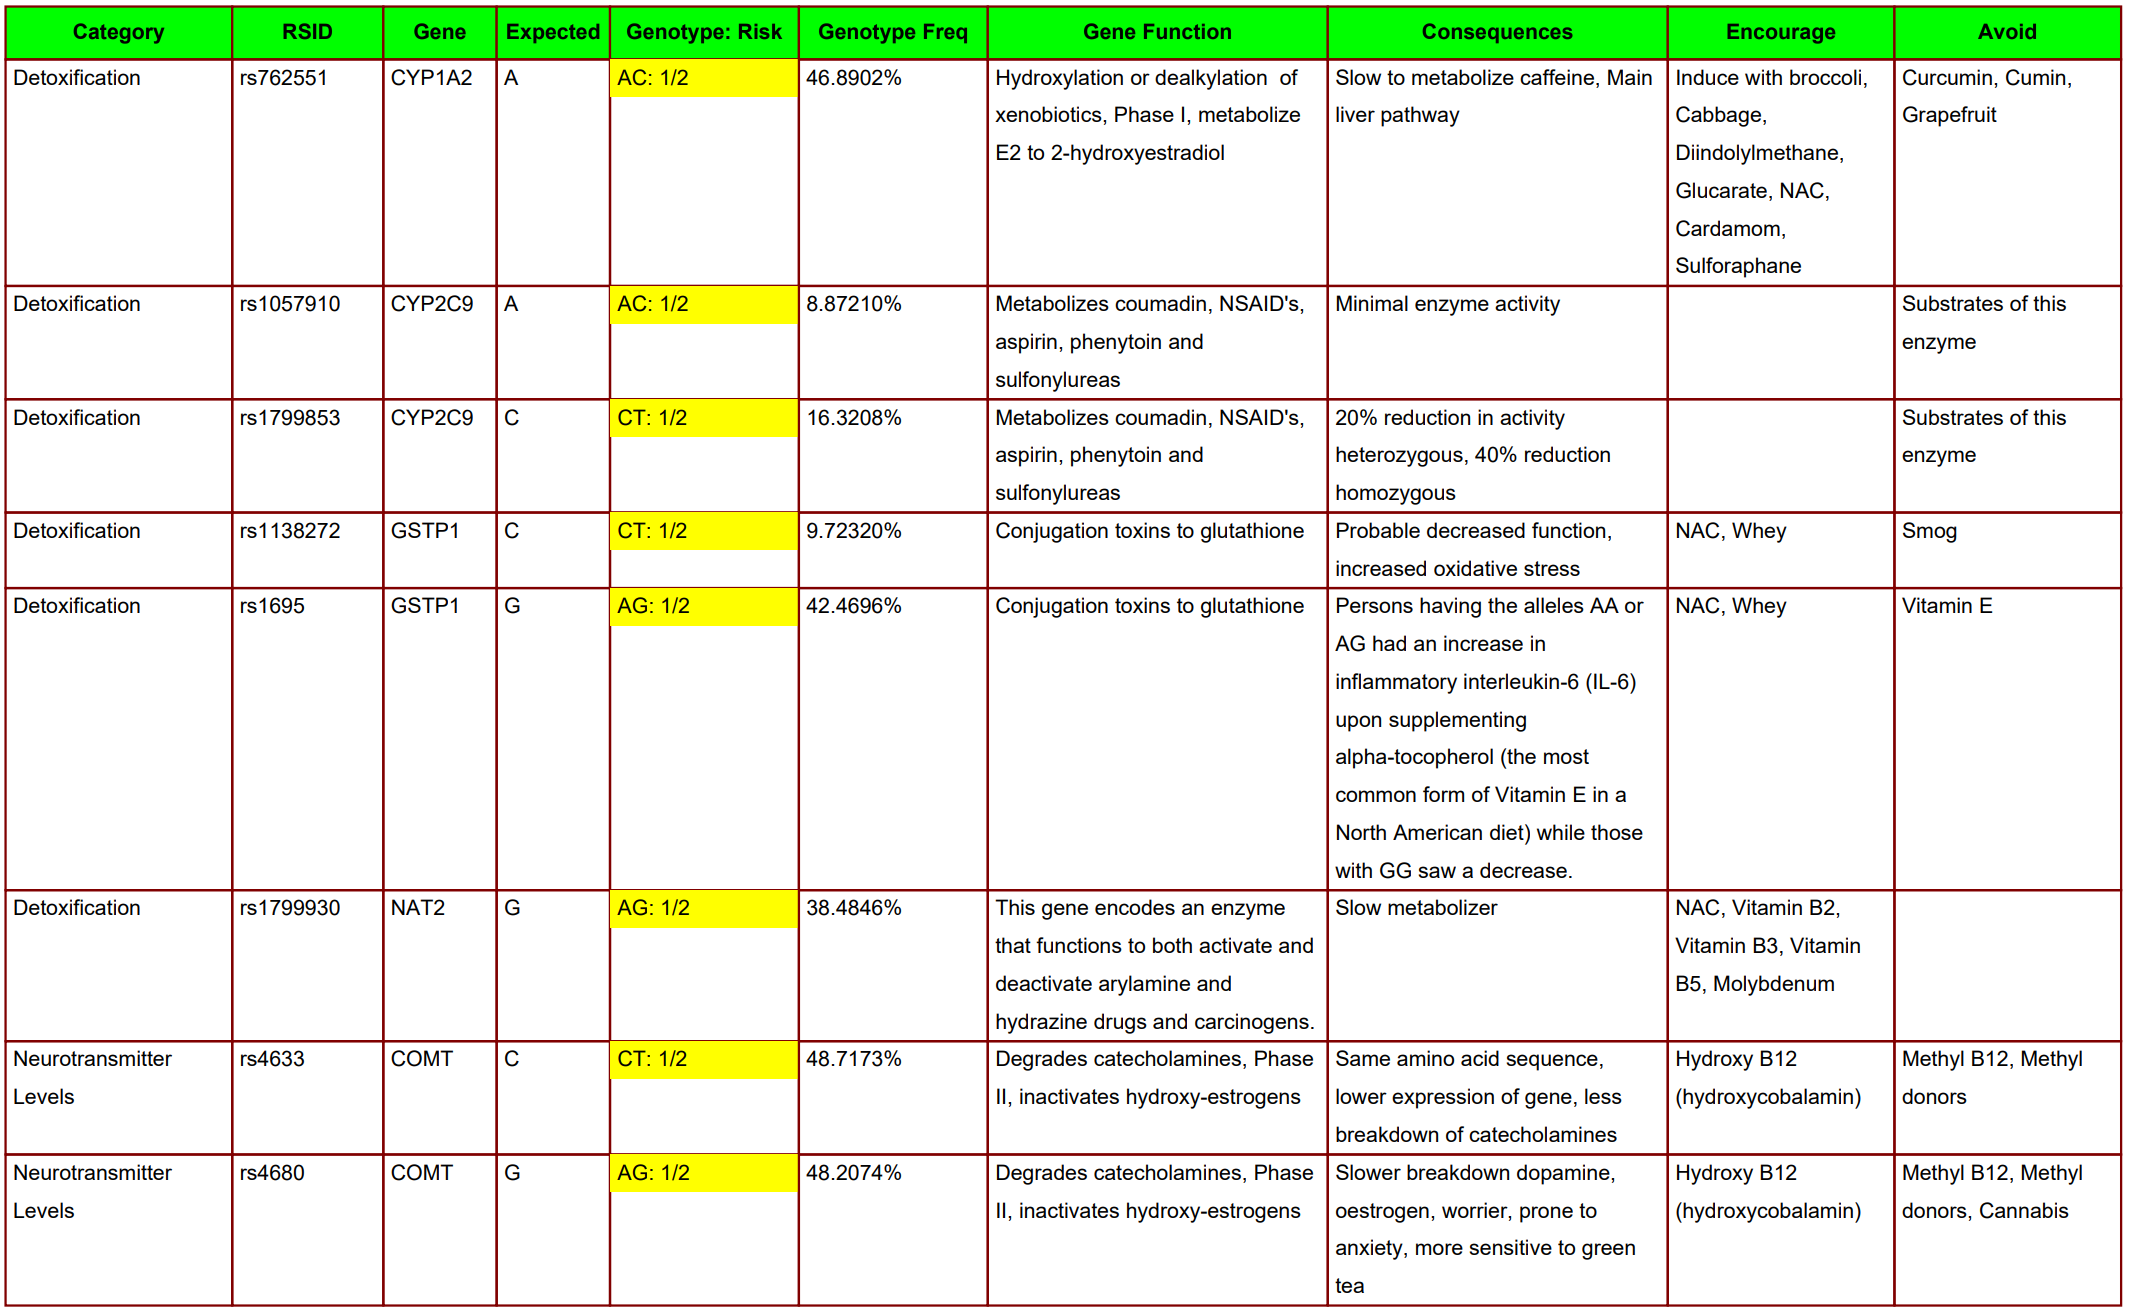 Category RSID Gene Expected Genotype: Risk Genotype Freq Gene Function Consequences Encourage Avoid
Detoxification rs762551 CYP1A2 A AC: 1/2 46.8902% Hydroxylation or dealkylation of Slow to metabolize caffeine, Main Induce with broccoli, Curcumin, Cumin,
xenobiotics, Phase I, metabolize liver pathway Cabbage, Grapefruit
E2 to 2-hydroxyestradiol Diindolylmethane,
Glucarate, NAC,
Cardamom,
Sulforaphane
Detoxification rs1057910 CYP2C9 A AC: 1/2 8.87210% Metabolizes coumadin, NSAID's, Minimal enzyme activity Substrates of this
aspirin, phenytoin and enzyme
sulfonylureas
Detoxification rs1799853 CYP2C9 C CT: 1/2 16.3208% Metabolizes coumadin, NSAID's, 20% reduction in activity Substrates of this
aspirin, phenytoin and heterozygous, 40% reduction enzyme
sulfonylureas homozygous
Detoxification rs1138272 GSTP1 C CT: 1/2 9.72320% Conjugation toxins to glutathione Probable decreased function, NAC, Whey Smog
increased oxidative stress
Detoxification rs1695 GSTP1 G AG: 1/2 42.4696% Conjugation toxins to glutathione Persons having the alleles AA or NAC, Whey Vitamin E
AG had an increase in
inflammatory interleukin-6 (IL-6)
upon supplementing
alpha-tocopherol (the most
common form of Vitamin E in a
North American diet) while those
with GG saw a decrease.
Detoxification rs1799930 NAT2 G AG: 1/2 38.4846% This gene encodes an enzyme Slow metabolizer NAC, Vitamin B2,
that functions to both activate and Vitamin B3, Vitamin
deactivate arylamine and B5, Molybdenum
hydrazine drugs and carcinogens.
Neurotransmitter rs4633 COMT C CT: 1/2 48.7173% Degrades catecholamines, Phase Same amino acid sequence, Hydroxy B12 Methyl B12, Methyl
Levels II, inactivates hydroxy-estrogens lower expression of gene, less (hydroxycobalamin) donors
breakdown of catecholamines
Neurotransmitter rs4680 COMT G AG: 1/2 48.2074% Degrades catecholamines, Phase Slower breakdown dopamine, Hydroxy B12 Methyl B12, Methyl
Levels II, inactivates hydroxy-estrogens oestrogen, worrier, prone to (hydroxycobalamin) donors, Cannabis
anxiety, more sensitive to green
tea